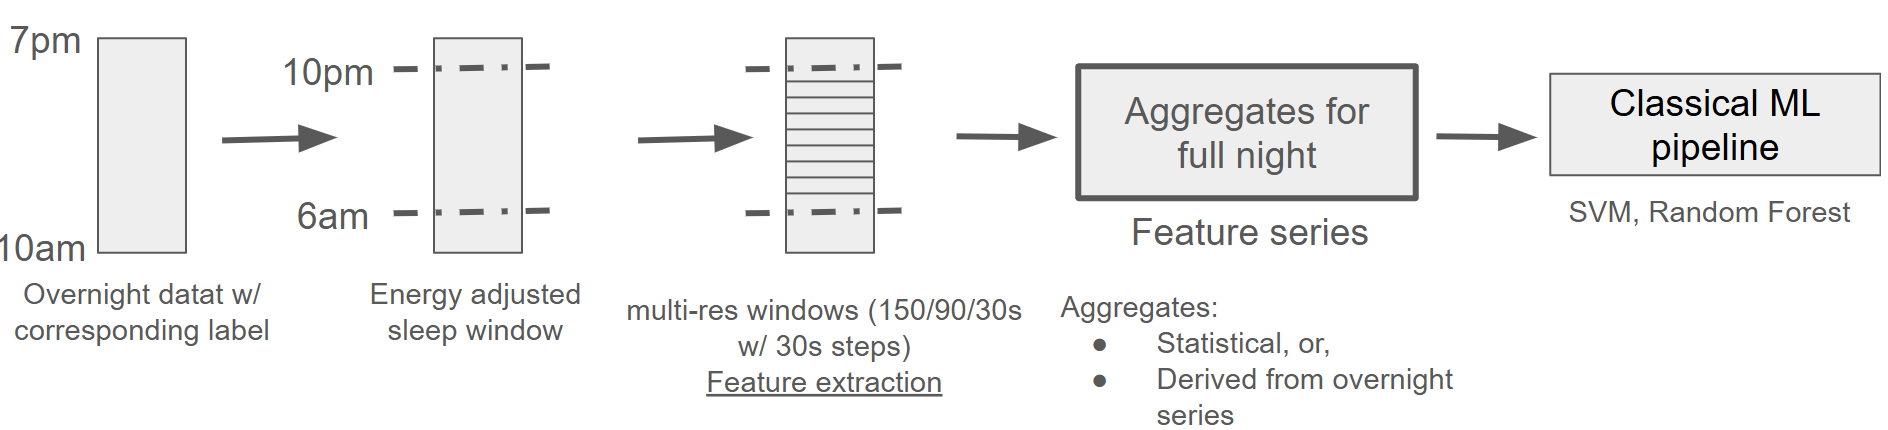 7pm
10am
Overnight datat w/
corresponding label
10pm
6am
Energy adjusted
sleep window
multi-res windows (150/90/30s
w/ 30s steps)
Feature extraction
Aggregates for
full night
Feature series
Aggregates:
● Statistical, or,
● Derived from overnight
series
Classical ML
pipeline
SVM, Random Forest